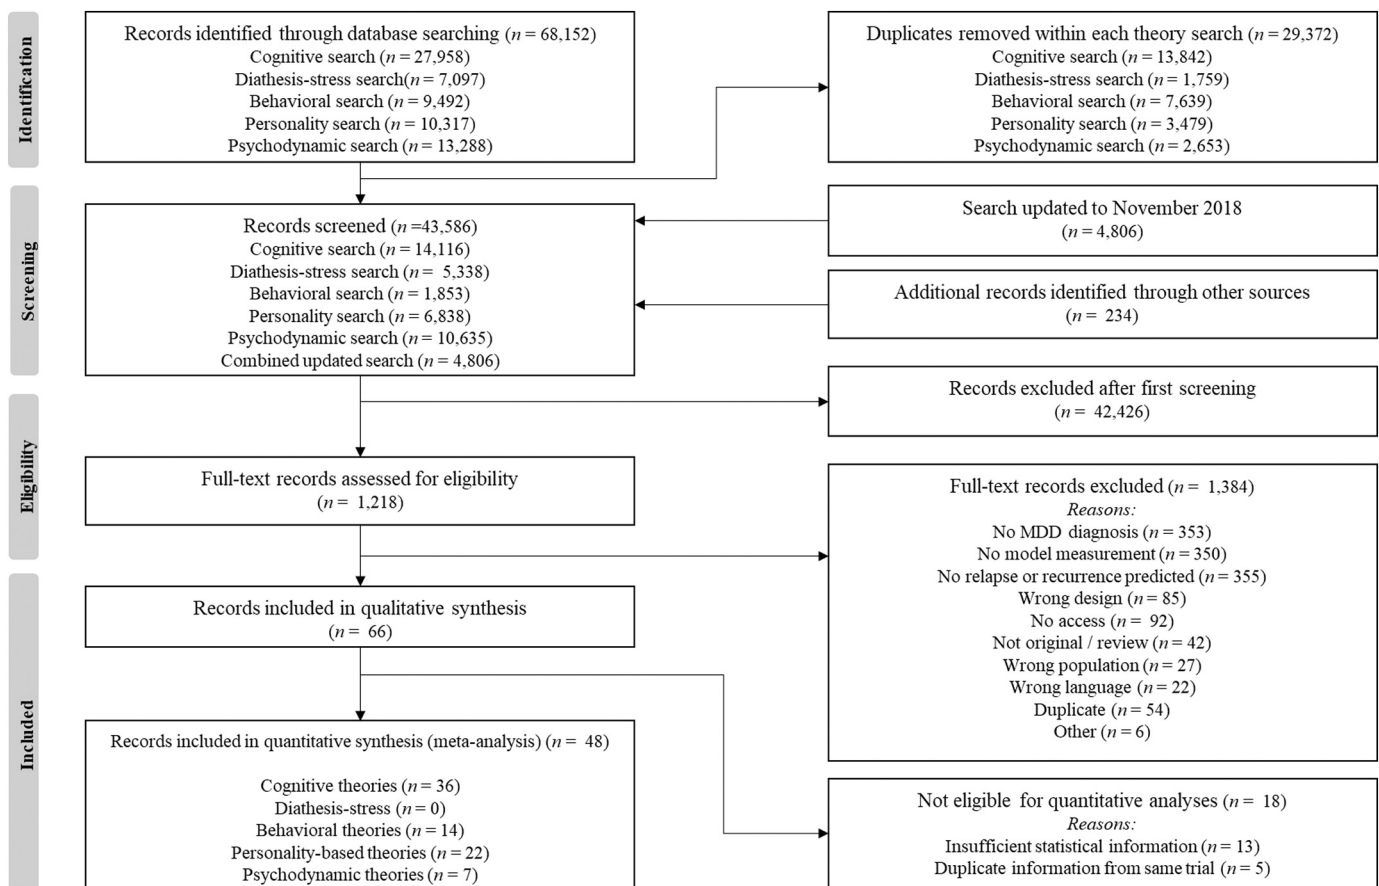 Identification
Records identified through database searching (n = 68,152)
Cognitive search (n = 27,958)
Diathesis-stress search(n = 7,097)
Behavioral search (n = 9,492)
Personality search (n = 10,317)
Psychodynamic search (n = 13,288)
Duplicates removed within each theory search (n = 29,372)
Cognitive search (n = 13,842)
Diathesis-stress search (n = 1,759)
Behavioral search (n = 7,639)
Personality search (n = 3,479)
Psychodynamic search (n = 2,653)
Screening
Records screened (n =43,586)
Cognitive search (n = 14,116)
Diathesis-stress search (n = 5,338)
Behavioral search (n = 1,853)
Personality search (n = 6,838)
Psychodynamic search (n = 10,635)
Combined updated search (n = 4,806)
Search updated to November 2018
(n = 4,806)
Additional records identified through other sources
(n = 234)
Records excluded after first screening
(n = 42,426)
Eligibility
Full-text records assessed for eligibility
(n = 1,218)
Full-text records excluded (n = 1,384)
Reasons:
No MDD diagnosis (n = 353)
No model measurement (n = 350)
No relapse or recurrence predicted (n = 355)
Wrong design (n = 85)
No access (n = 92)
Not original / review (n = 42)
Wrong population (n = 27)
Wrong language (n = 22)
Duplicate (n = 54)
Other (n = 6)
Included
Records included in qualitative synthesis
(n = 66)
Records included in quantitative synthesis (meta-analysis) (n = 48)
Cognitive theories (n = 36)
Diathesis-stress (n = 0)
Behavioral theories (n = 14)
Personality-based theories (n = 22)
Psychodynamic theories (n = 7)
Not eligible for quantitative analyses (n = 18)
Reasons:
Insufficient statistical information (n = 13)
Duplicate information from same trial (n = 5)